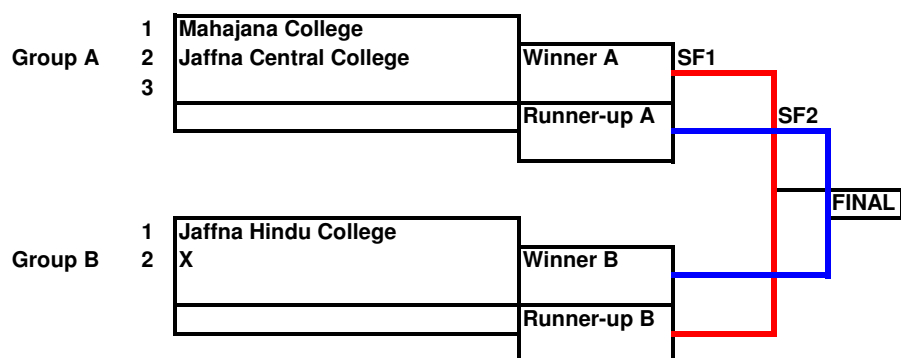 1 Mahajana College
Group A 2 Jaffna Central College Winner A SF1
3
Runner-up A SF2
FINAL
1 Jaffna Hindu College
Group B 2 X Winner B
Runner-up B